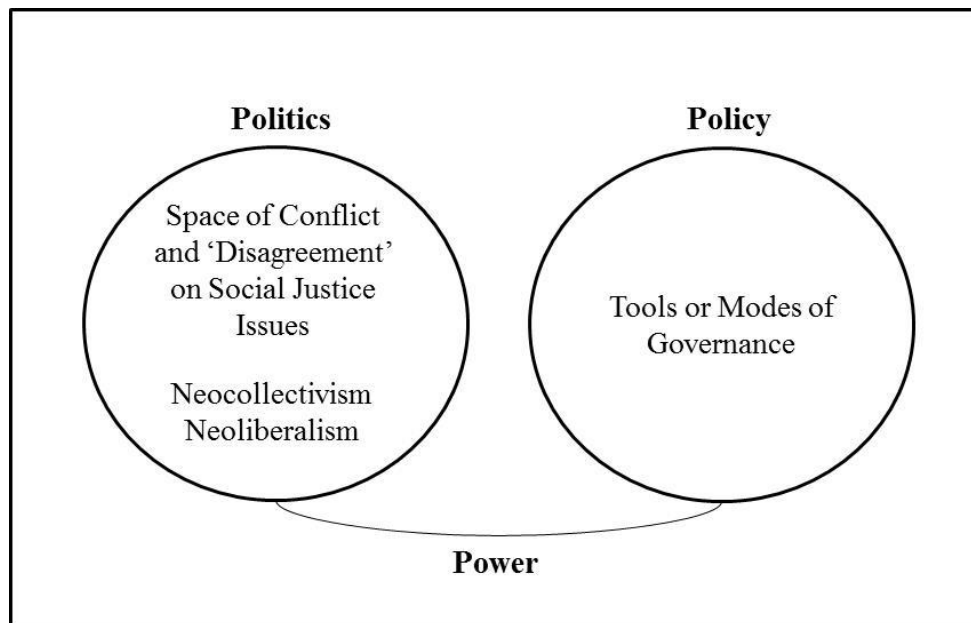 Politics
Space of Conflict
and ‘Disagreement’
on Social Justice
Issues
Neocollectivism
Neoliberalism
Policy
Tools or Modes of
Governance
Power